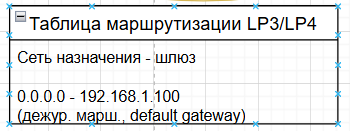 Таблица маршрутизации LP3/LP4
Сеть назначения - шлюз
0.0.0.0 - 192.168.1.100
(дежур. марш., default gateway)